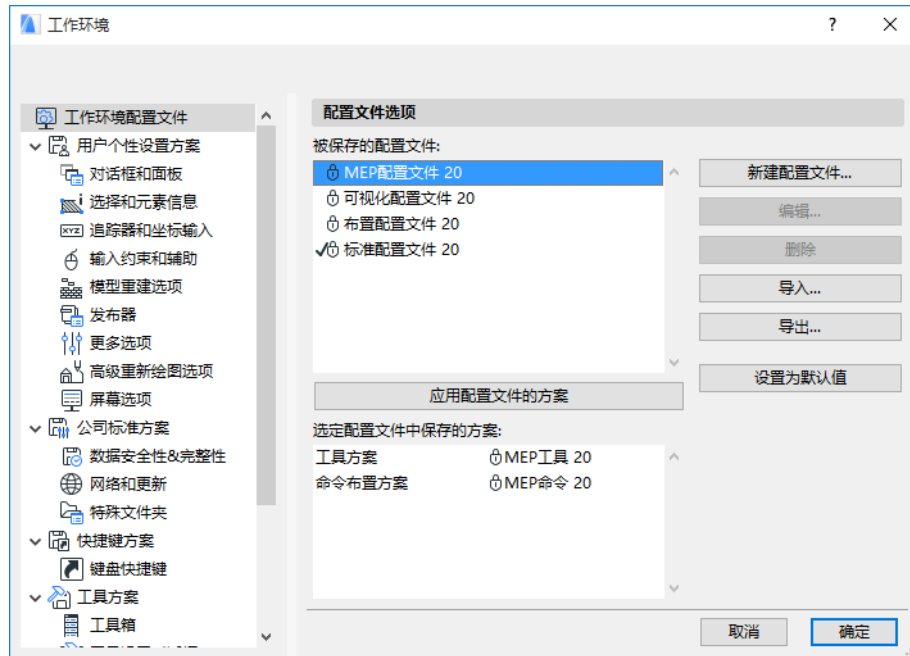 工作环境
?
工作环境配置文件
用户个性设置方案
对话框和面板
选择和元素信息
XYZ 追踪器和坐标输入
输入约束和辅助
模型重建选项
发布器
更多选项
高级重新绘图选项
屏幕选项
公司标准方案
数据安全性&完整性
网络和更新
特殊文件夹
快捷键方案
键盘快捷键
工具方案
工具箱
配置文件选项
被保存的配置文件:
MEP配置文件 20
可视化配置文件 20
布置配置文件 20
标准配置文件 20
新建配置文件...
编辑...
删除
导入...
导出...
设置为默认值
应用配置文件的方案
选定配置文件中保存的方案:
工具方案 MEP工具 20
命令布置方案 MEP命令 20
取消
确定